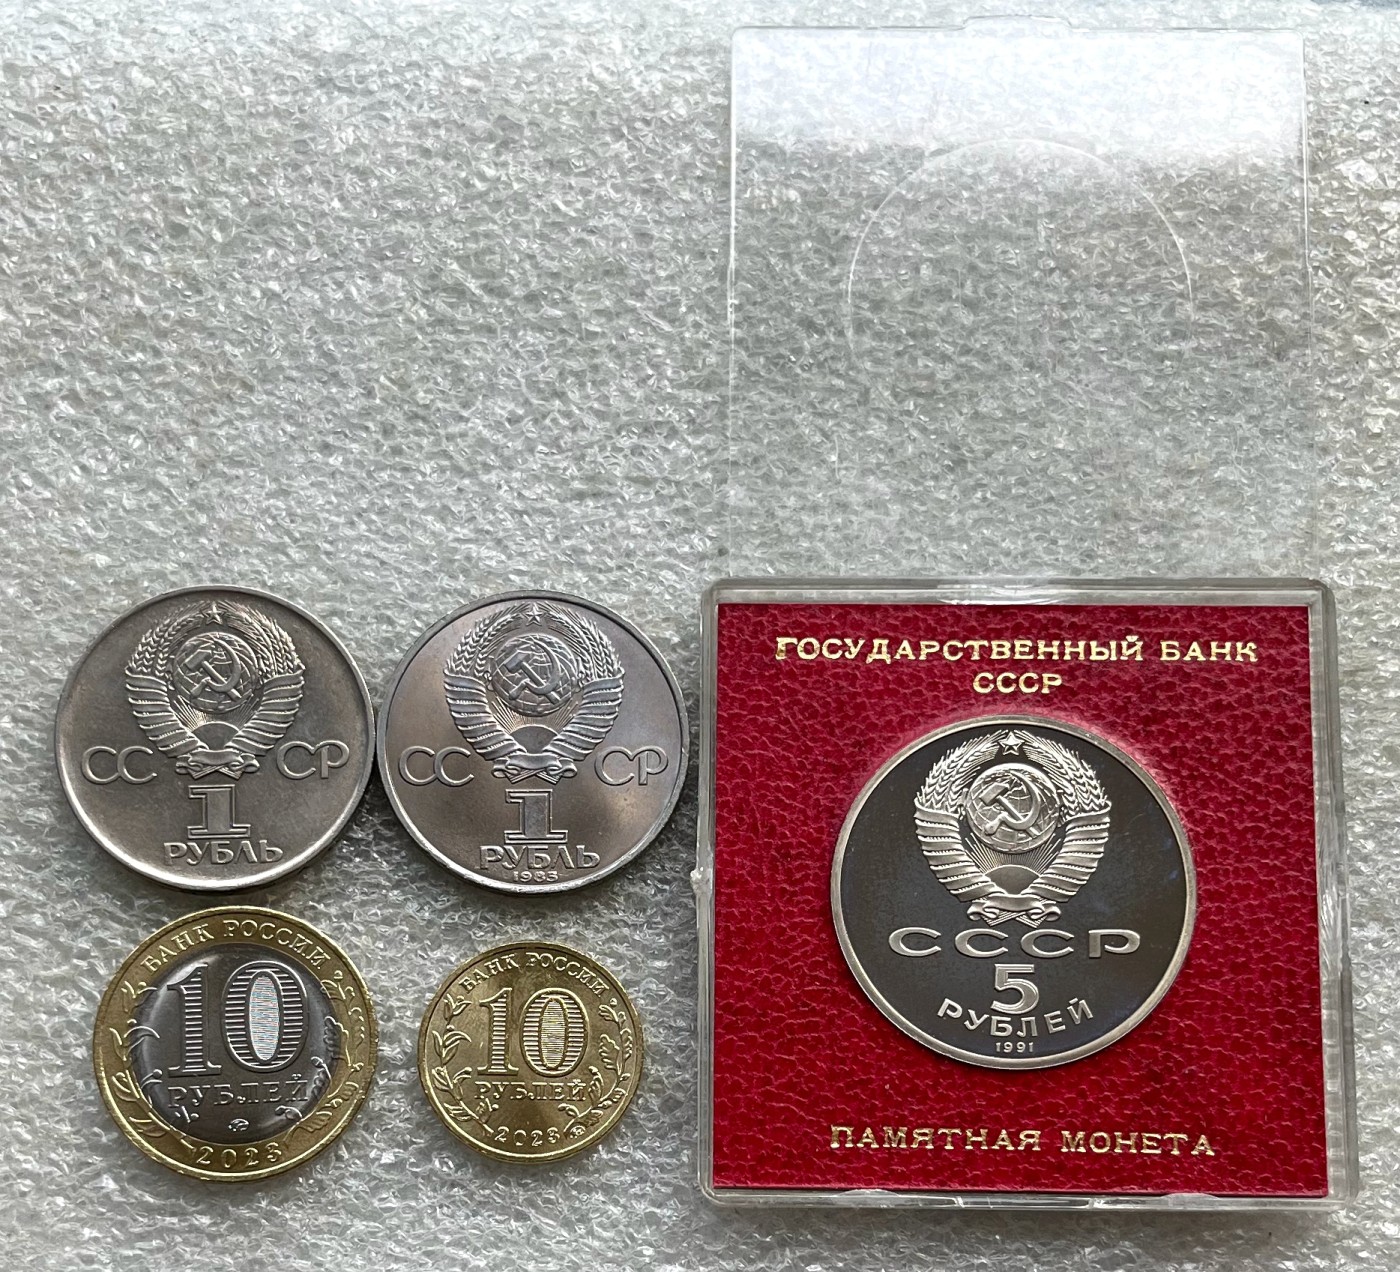 СС СР
1
РУБЛЬ
СС СР
1
РУБЛЬ
1983
БАНК РОССИИ
10
РУБЛЕЙ
2023
БАНК РОССИИ
10
РУБЛЕЙ
2023
ГОСУДАРСТВЕННЫЙ БАНК
СССР
СССР
5
РУБЛЕЙ
1991
ПАМЯТНАЯ МОНЕТА